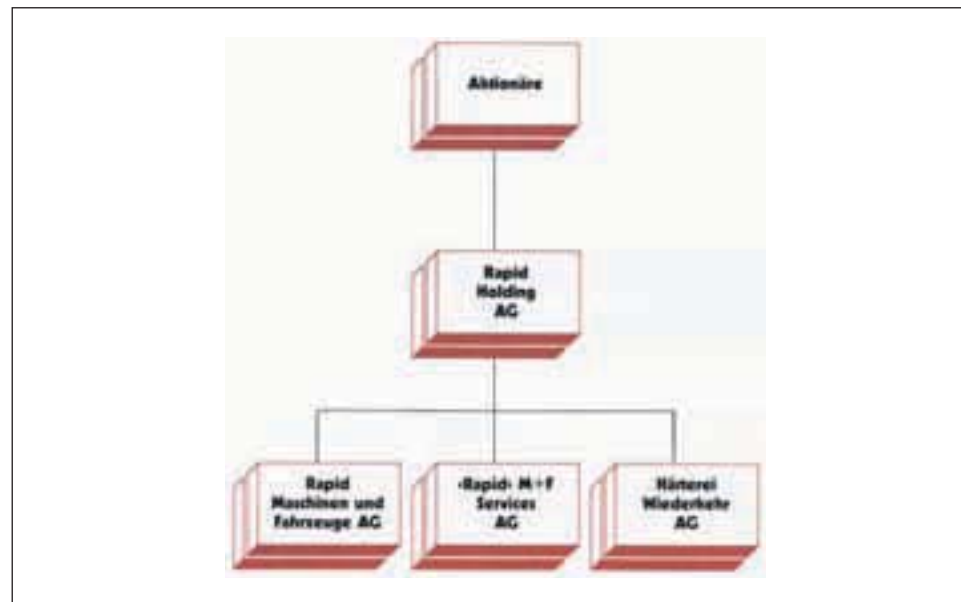 Aktionäre
Rapid
Holding
AG
Rapid
Maschinen und
Fahrzeuge AG
‹Rapid› M+F
Services
AG
Härterei
Wiederkehr
AG